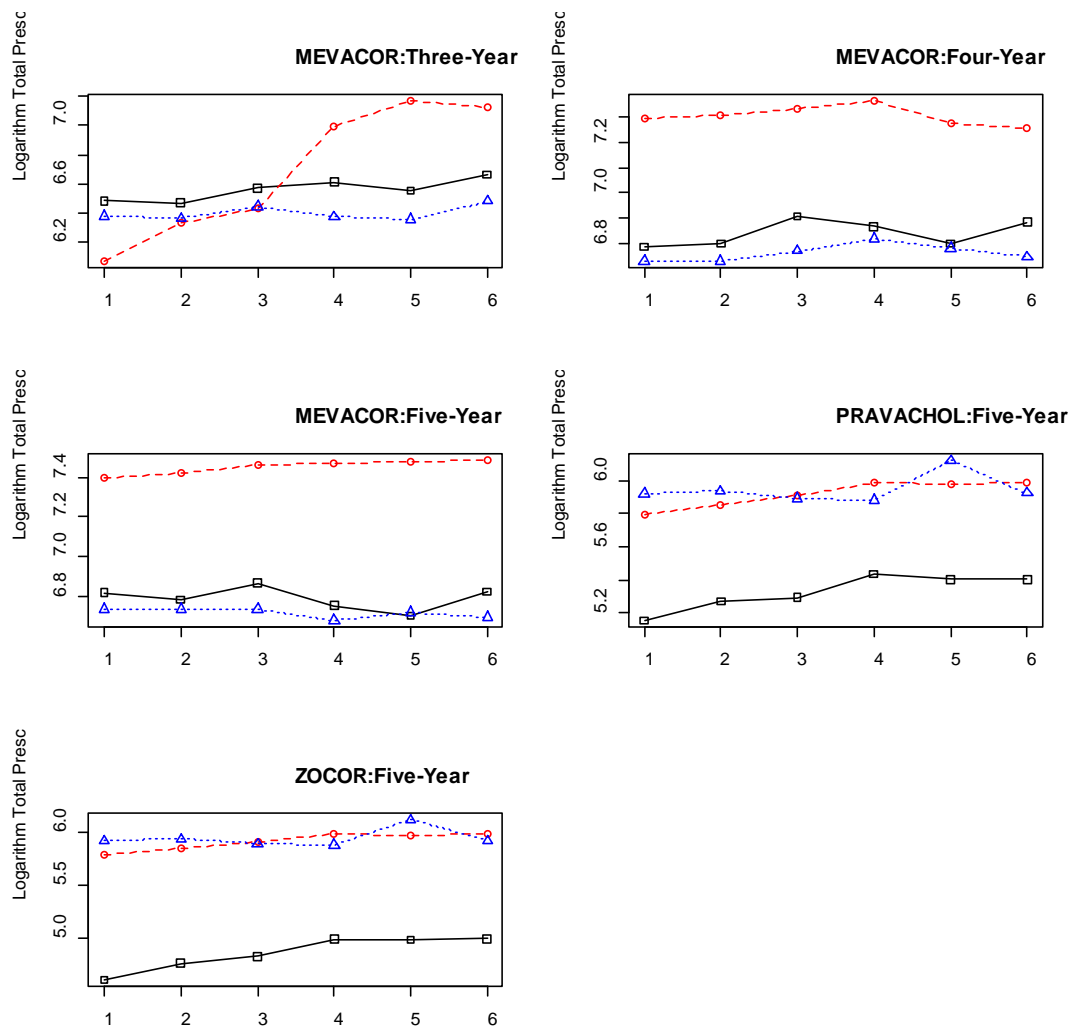 MEVACOR:Three-Year
Logarithm Total Presc
7.0
6.6
6.2
1 2 3 4 5 6
MEVACOR:Four-Year
Logarithm Total Presc
7.2
7.0
6.8
1 2 3 4 5 6
MEVACOR:Five-Year
Logarithm Total Presc
7.4
7.2
7.0
6.8
1 2 3 4 5 6
PRAVACHOL:Five-Year
Logarithm Total Presc
6.0
5.6
5.2
1 2 3 4 5 6
ZOCOR:Five-Year
Logarithm Total Presc
6.0
5.5
5.0
1 2 3 4 5 6